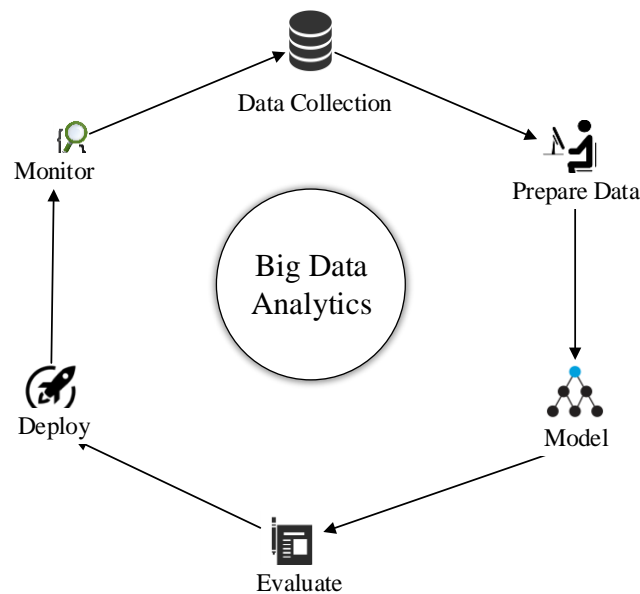 Data Collection
Monitor
Prepare Data
Big Data
Analytics
Deploy
Model
Evaluate